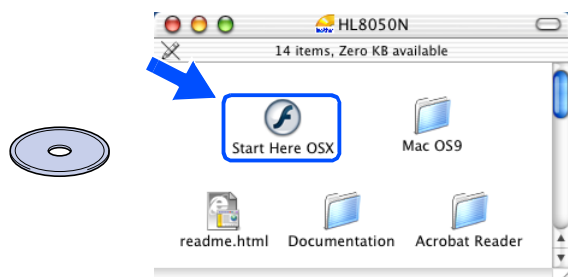 HL8050N
14 items, Zero KB available
Start Here OSX
Mac OS9
readme.html
Documentation
Acrobat Reader